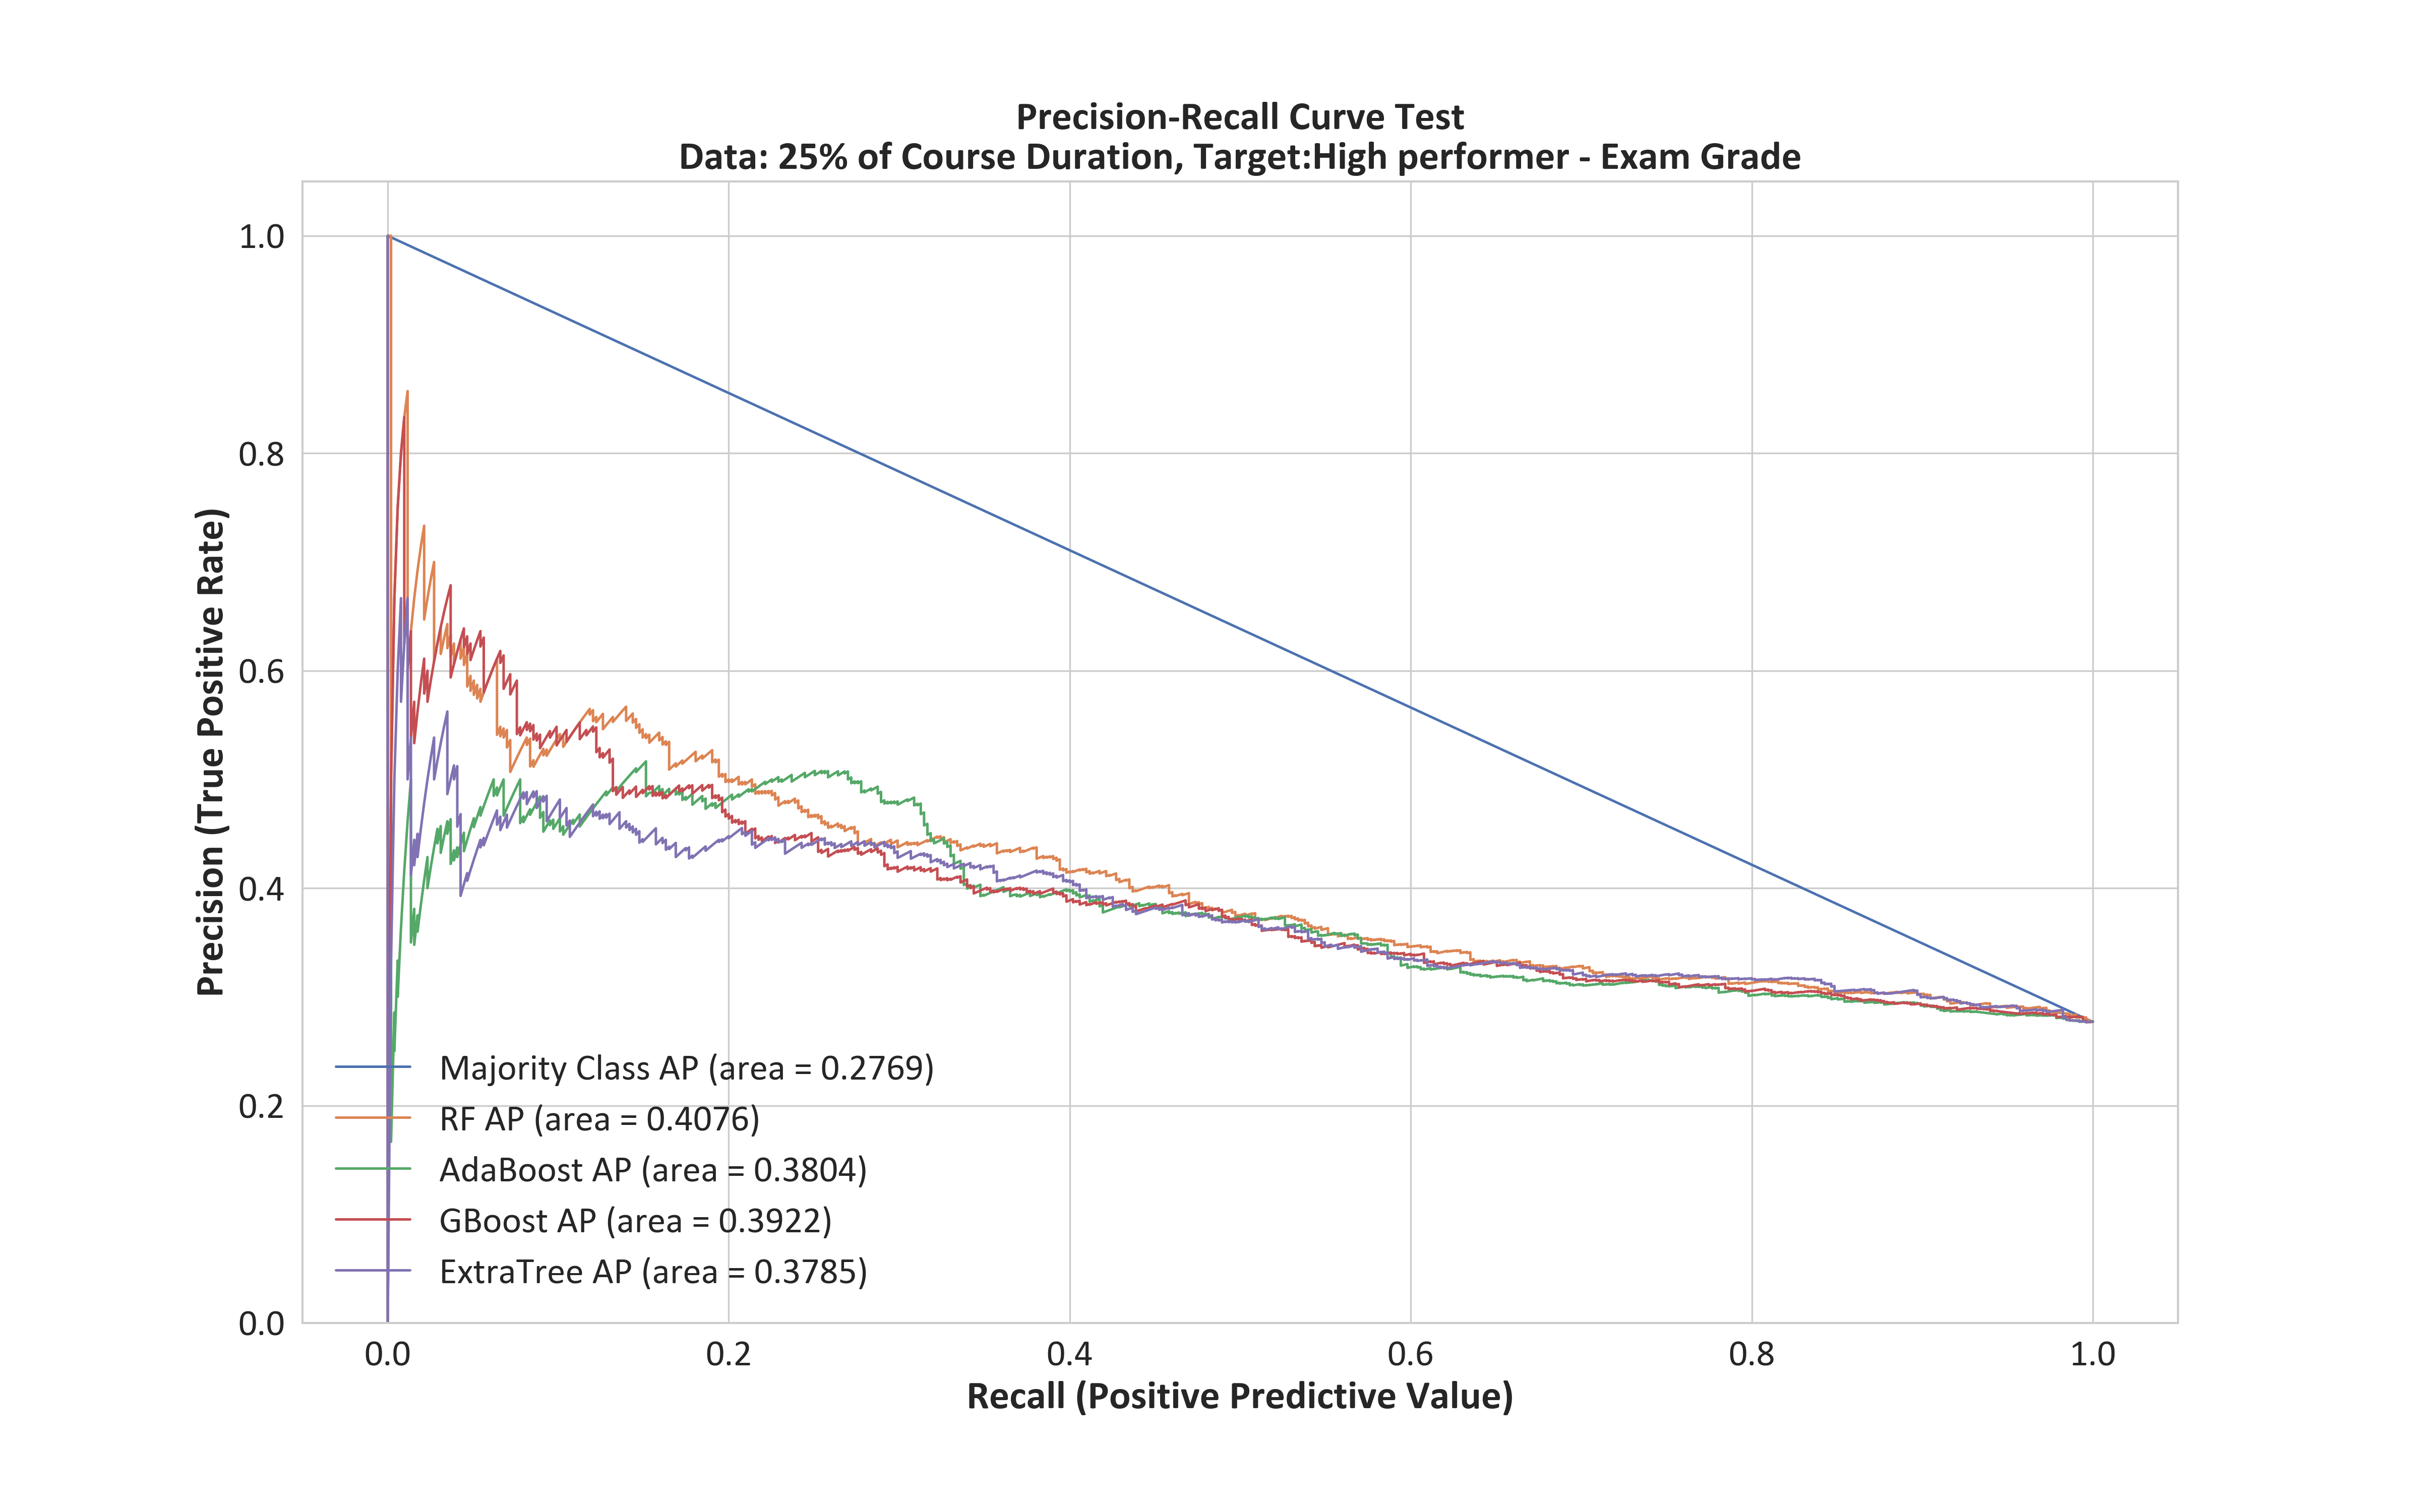 Precision-Recall Curve Test
Data: 25% of Course Duration, Target:High performer - Exam Grade
Precision (True Positive Rate)
1.0
0.8
0.6
0.4
0.2
0.0
Majority Class AP (area = 0.2769)
RF AP (area = 0.4076)
AdaBoost AP (area = 0.3804)
GBoost AP (area = 0.3922)
ExtraTree AP (area = 0.3785)
0.0 0.2 0.4 0.6 0.8 1.0
Recall (Positive Predictive Value)